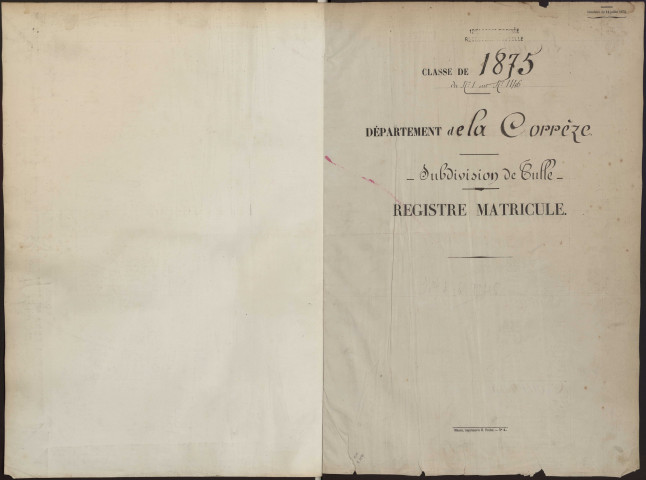 CLASSE DE 1875
DÉPARTEMENT de la Corrèze
Subdivision de Tulle
REGISTRE MATRICULE.